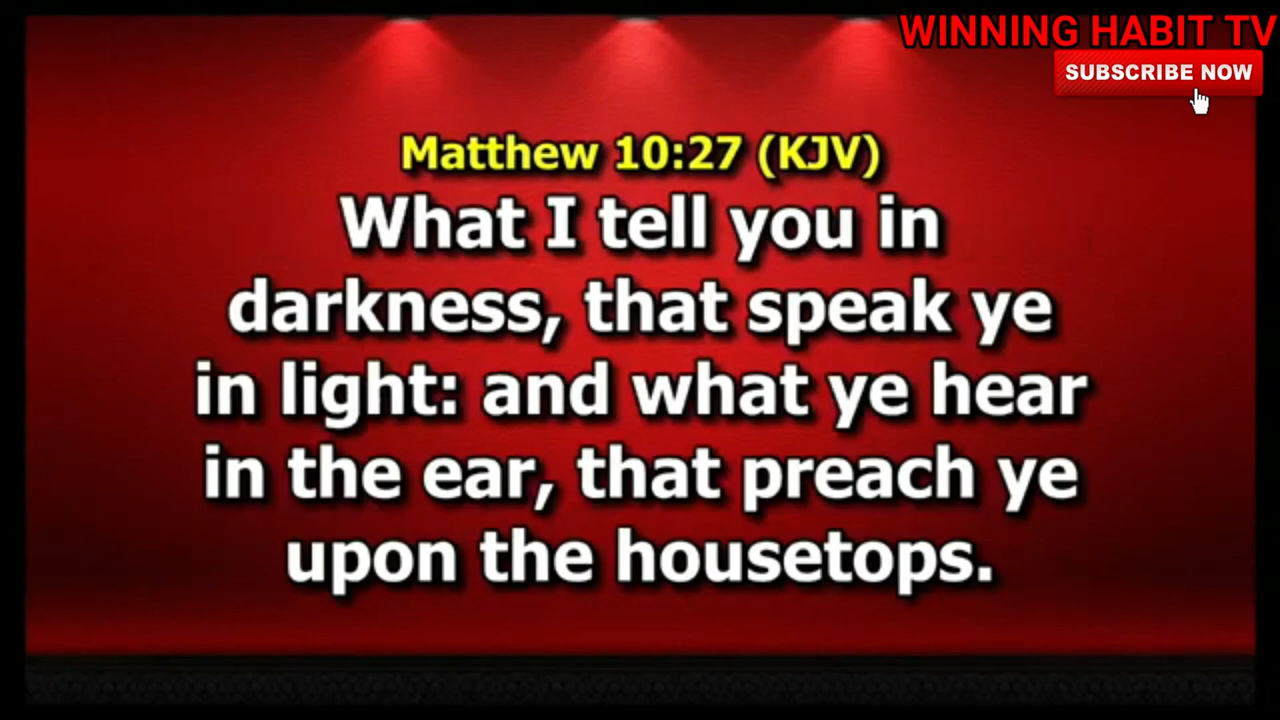 WINNING HABIT TV
SUBSCRIBE NOW
Matthew 10:27 (KJV)
What I tell you in
darkness, that speak ye
in light: and what ye hear
in the ear, that preach ye
upon the housetops.